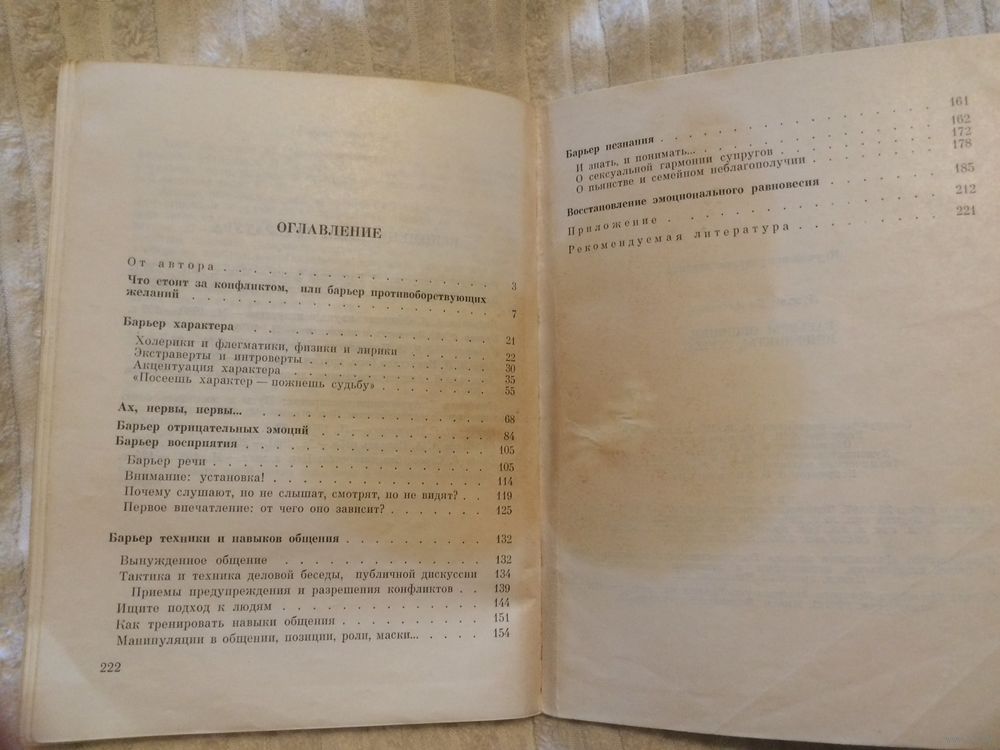 ОГЛАВЛЕНИЕ
От автора . . . . . . . . . . . . . . . 3
Что стоит за конфликтом, или барьер противоборствующих
желаний . . . . . . . . . . . . . . . 7
Барьер характера . . . . . . . . . . . . . 21
Холерики и флегматики, физики и лирики . . . . . 22
Экстраверты и интроверты . . . . . . . . . . 30
Акцентуация характера . . . . . . . . . . . 35
«Посеешь характер — пожнешь судьбу» . . . . . . 55
Ах, нервы, нервы... . . . . . . . . . . . . 68
Барьер отрицательных эмоций . . . . . . . . . 84
Барьер восприятия . . . . . . . . . . . . . 105
Барьер речи . . . . . . . . . . . . . . 105
Внимание: установка! . . . . . . . . . . . 114
Почему слушают, но не слышат, смотрят, но не видят? . . 119
Первое впечатление: от чего оно зависит? . . . . . . 125
Барьер техники и навыков общения . . . . . . . . . 132
Вынужденное общение . . . . . . . . . . . 132
Тактика и техника деловой беседы, публичной дискуссии 134
Приемы предупреждения и разрешения конфликтов . . 139
Ищите подход к людям . . . . . . . . . . . 144
Как тренировать навыки общения . . . . . . . . 151
Манипуляции в общении, позиции, роли, маски... . . . . 154
222
Барьер незнания . . . . . . . . . . . . . 161
И знать, и понимать... . . . . . . . . . . . 162
О сексуальной гармонии супругов . . . . . . . . 172
О пьянстве и семейном неблагополучии . . . . . . 178
Восстановление эмоционального равновесия . . . . . . 185
Приложение . . . . . . . . . . . . . . 212
Рекомендуемая литература . . . . . . . . . 221